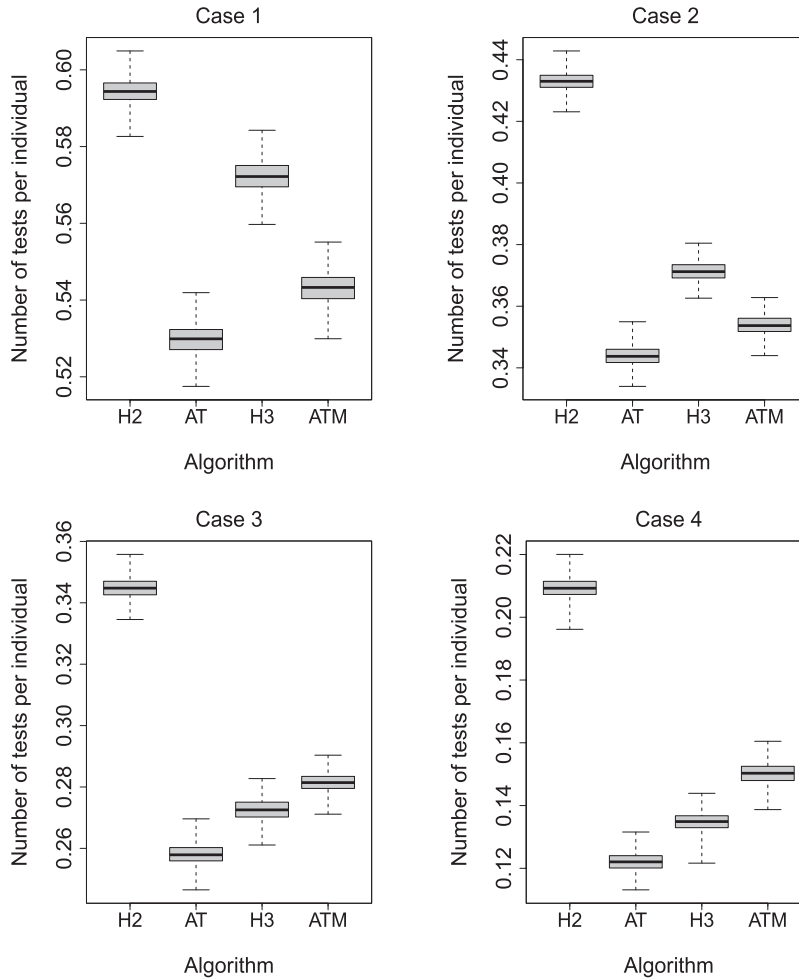 Case 1
Number of tests per individual
0.60
0.58
0.56
0.54
0.52
H2 AT H3 ATM
Algorithm
Case 2
Number of tests per individual
0.44
0.42
0.40
0.38
0.36
0.34
H2 AT H3 ATM
Algorithm
Case 3
Number of tests per individual
0.36
0.34
0.32
0.30
0.28
0.26
H2 AT H3 ATM
Algorithm
Case 4
Number of tests per individual
0.22
0.20
0.18
0.16
0.14
0.12
H2 AT H3 ATM
Algorithm